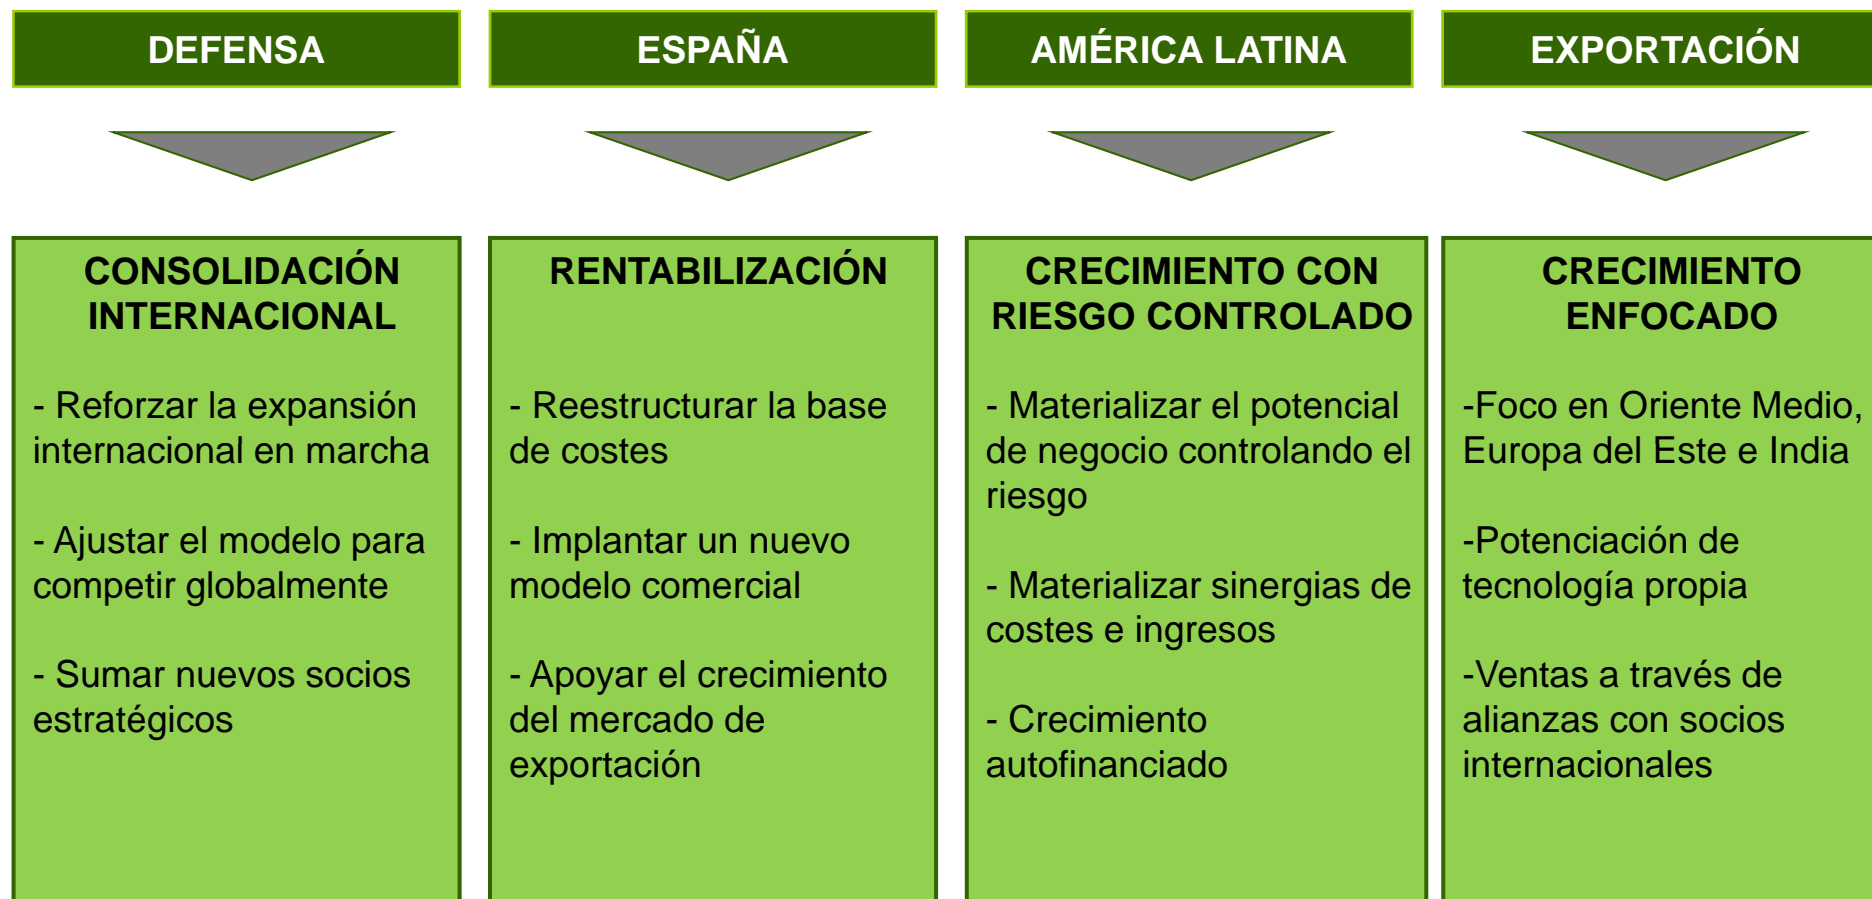 DEFENSA
CONSOLIDACIÓN
INTERNACIONAL
- Reforzar la expansión
internacional en marcha
- Ajustar el modelo para
competir globalmente
- Sumar nuevos socios
estratégicos
ESPAÑA
RENTABILIZACIÓN
- Reestructurar la base
de costes
- Implantar un nuevo
modelo comercial
- Apoyar el crecimiento
del mercado de
exportación
AMÉRICA LATINA
CRECIMIENTO CON
RIESGO CONTROLADO
- Materializar el potencial
de negocio controlando el
riesgo
- Materializar sinergias de
costes e ingresos
- Crecimiento
autofinanciado
EXPORTACIÓN
CRECIMIENTO
ENFOCADO
-Foco en Oriente Medio,
Europa del Este e India
-Potenciación de
tecnología propia
-Ventas a través de
alianzas con socios
internacionales